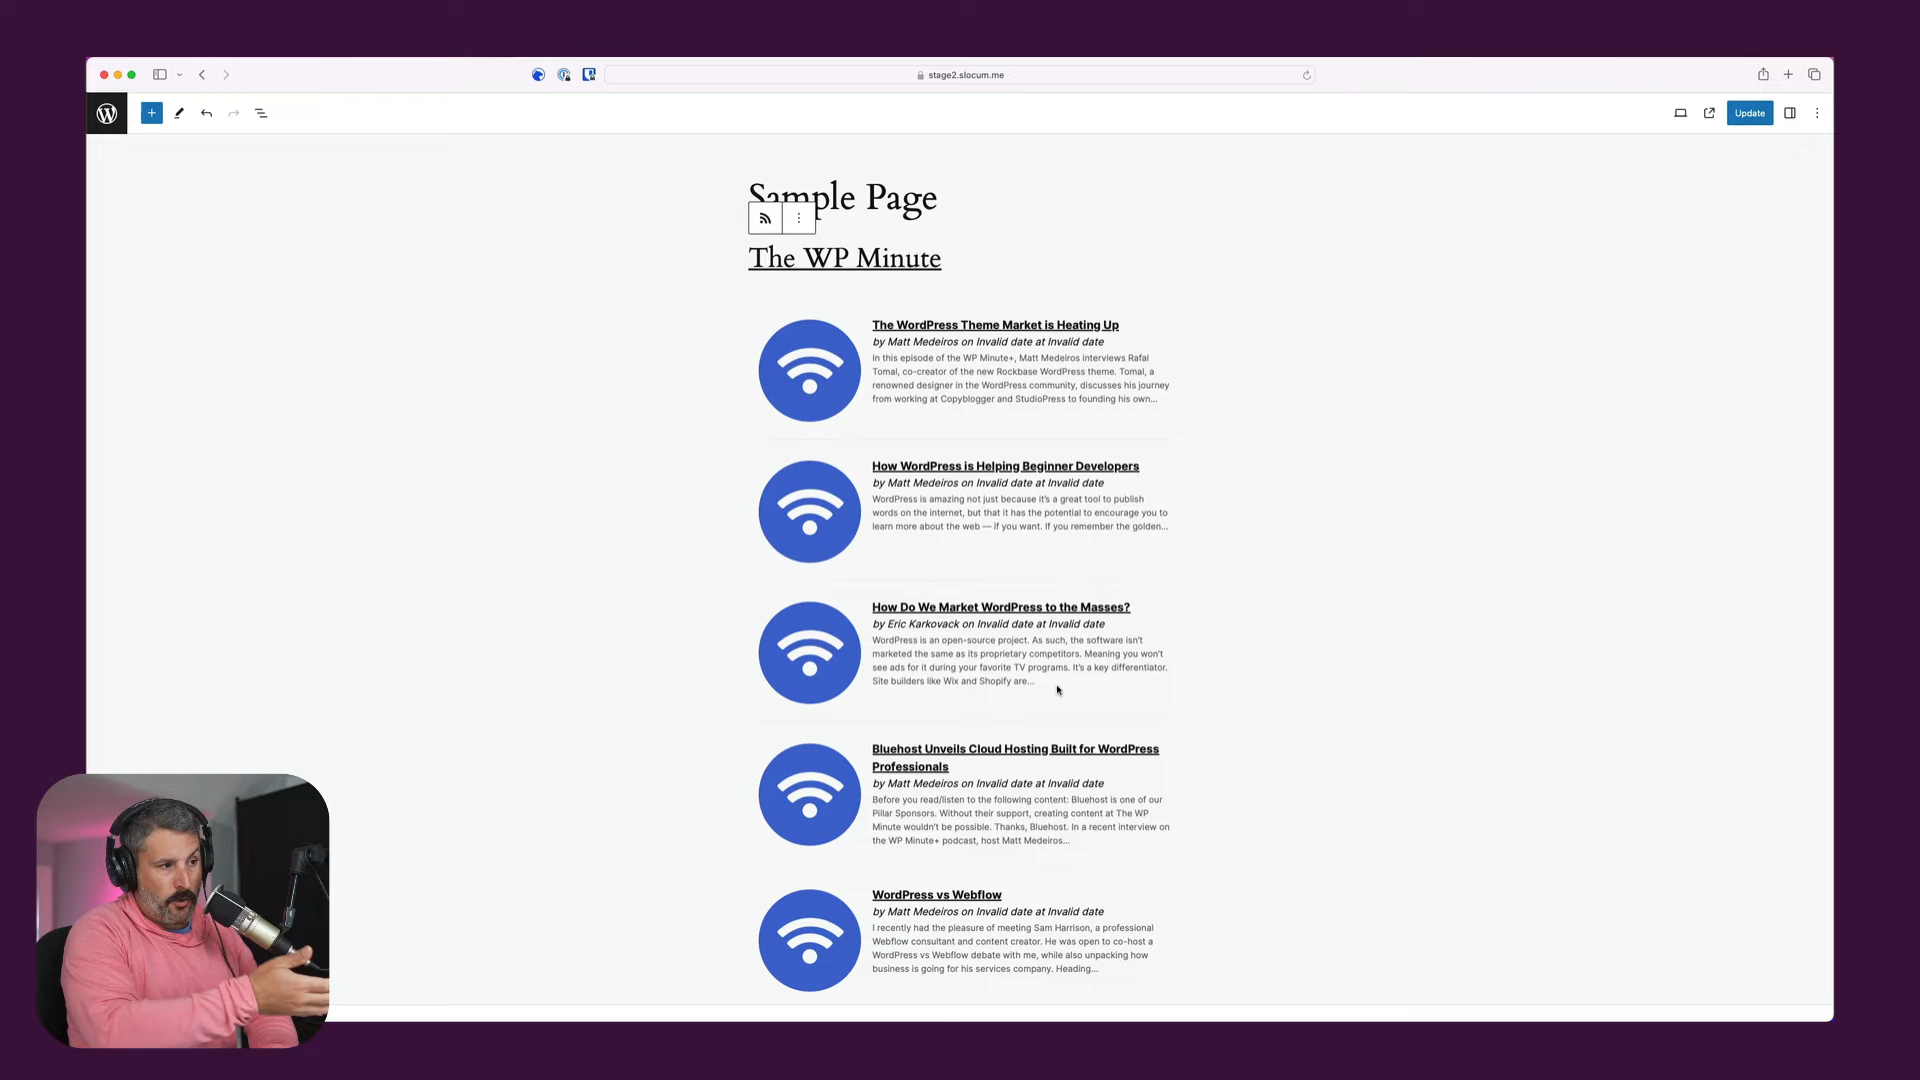 stage2.slocum.me
Update
Sample Page
The WP Minute
The WordPress Theme Market is Heating Up
by Matt Medeiros on Invalid date at Invalid date
In this episode of the WP Minute+, Matt Medeiros interviews Rafal
Tomal, co-creator of the new Rockbase WordPress theme. Tomal, a
renowned designer in the WordPress community, discusses his journey
from working at Copyblogger and StudioPress to founding his own...
How WordPress is Helping Beginner Developers
by Matt Medeiros on Invalid date at Invalid date
WordPress is amazing not just because it's a great tool to publish
words on the internet, but that it has the potential to encourage you to
learn more about the web — if you want. If you remember the golden...
How Do We Market WordPress to the Masses?
by Eric Karkovack on Invalid date at Invalid date
WordPress is an open-source project. As such, the software isn't
marketed the same as its proprietary competitors. Meaning you won't
see ads for it during your favorite TV programs. It's a key differentiator.
Site builders like Wix and Shopify are...
Bluehost Unveils Cloud Hosting Built for WordPress
Professionals
by Matt Medeiros on Invalid date at Invalid date
Before you read/listen to the following content: Bluehost is one of our
Pillar Sponsors. Without their support, creating content at The WP
Minute wouldn't be possible. Thanks, Bluehost. In a recent interview on
the WP Minute+ podcast, host Matt Medeiros...
WordPress vs Webflow
by Matt Medeiros on Invalid date at Invalid date
I recently had the pleasure of meeting Sam Harrison, a professional
Webflow consultant and content creator. He was open to co-host a
WordPress vs Webflow debate with me, while also unpacking how
business is going for his services company. Heading...